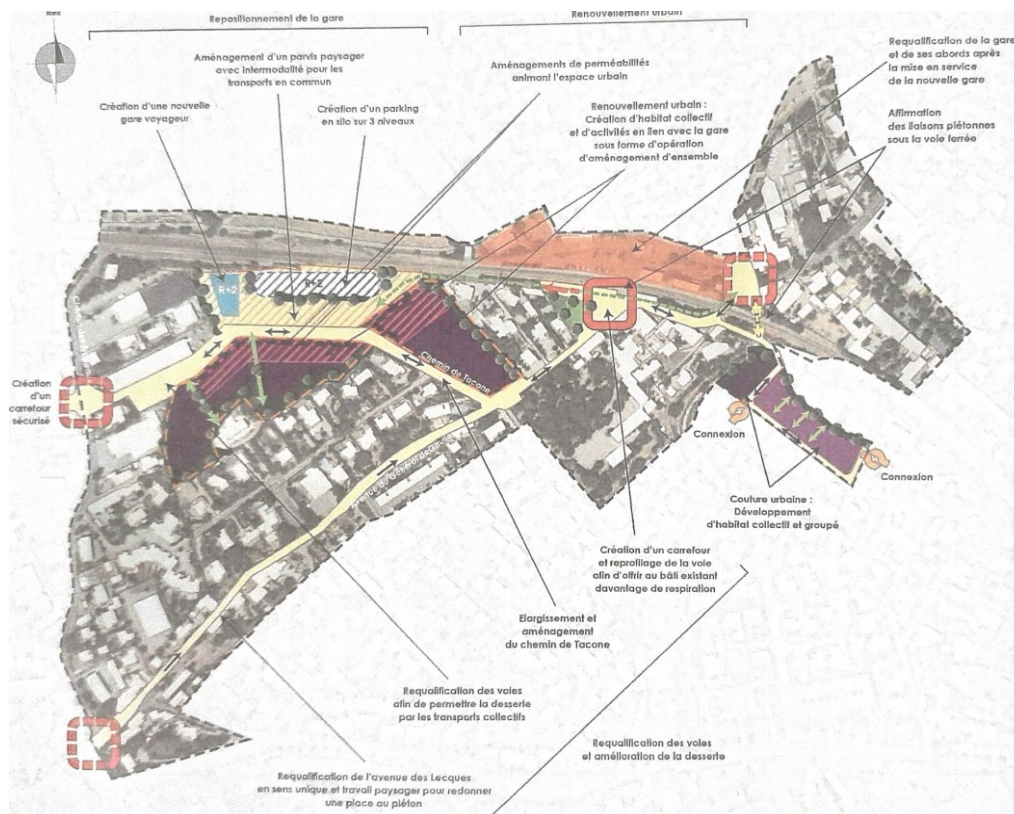 Repositionnement de la gare
Renouvellement urbain
Aménagement d'un parvis paysager
avec intermodalité pour les
transports en commun
Aménagements de perméabilités
animant l'espace urbain
Requalification de la gare
et de ses abords après
la mise en service
de la nouvelle gare
Création d'une nouvelle
gare voyageur
Création d'un parking
en silo sur 3 niveaux
Renouvellement urbain :
Création d'habitat collectif
et d'activités en lien avec la gare
sous forme d'opération
d'aménagement d'ensemble
Affirmation
des liaisons piétonnes
sous la voie ferrée
R+2
R+2
Chemin de Tacone
Création
d'un
carrefour
sécurisé
Avenue du Général de
Connexion
Connexion
Couture urbaine :
Développement
d'habitat collectif et groupé
Création d'un carrefour
et reprofilage de la voie
afin d'offrir au bâti existant
davantage de respiration
Elargissement et
aménagement
du chemin de Tacone
Requalification des voies
afin de permettre la desserte
par les transports collectifs
Requalification des voies
et amélioration de la desserte
Requalification de l'avenue des Lecques
en sens unique et travail paysager pour redonner
une place au piéton